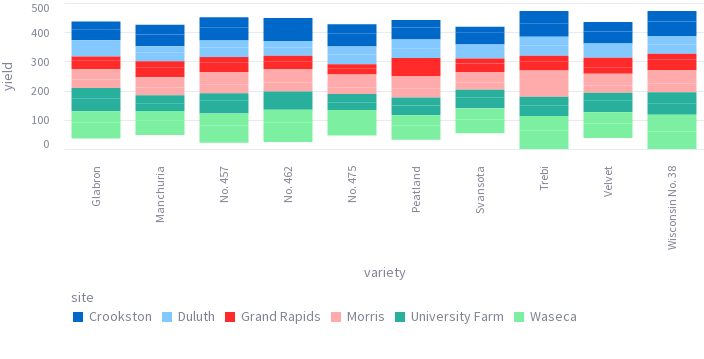 yield
500
400
300
200
100
0
Glabron
Manchuria
No. 457
No. 462
No. 475
Peatland
Svansota
Trebi
Velvet
Wisconsin No. 38
variety
site
Crookston Duluth Grand Rapids Morris University Farm Waseca